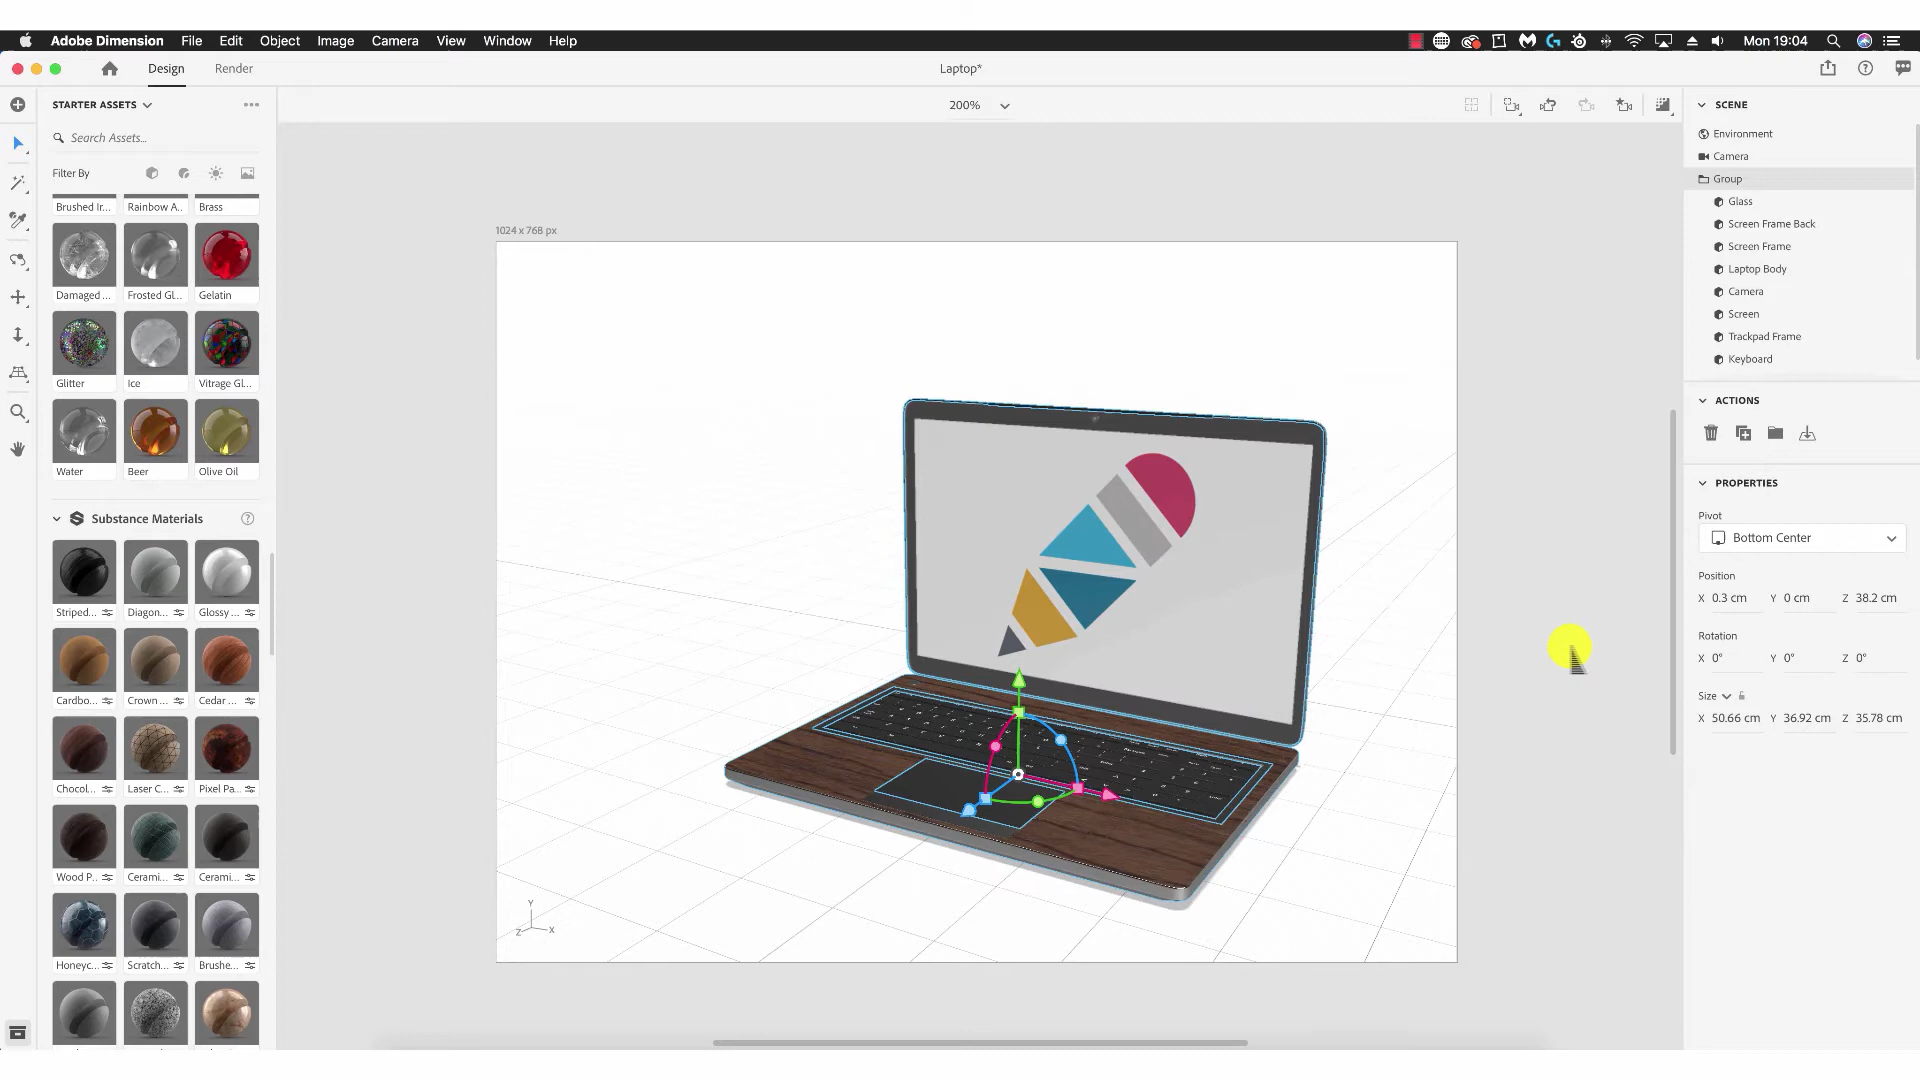 Adobe Dimension File Edit Object Image Camera View Window Help Mon 19:04
Design Render Laptop*
STARTER ASSETS
200%
Search Assets...
Filter By
Brushed Ir... Rainbow A... Brass
Damaged ... Frosted Gl... Gelatin
Glitter Ice Vitrage Gl...
Water Beer Olive Oil
Substance Materials
Striped... Diagon... Glossy ...
Cardbo... Crown ... Cedar ...
Chocol... Laser C... Pixel Pa...
Wood P... Cerami... Cerami...
Honeyc... Scratch... Brushe...
1024 x 768 px
Y
Z X
SCENE
Environment
Camera
Group
Glass
Screen Frame Back
Screen Frame
Laptop Body
Camera
Screen
Trackpad Frame
Keyboard
ACTIONS
PROPERTIES
Pivot
Bottom Center
Position
X 0.3 cm Y 0 cm Z 38.2 cm
Rotation
X 0° Y 0° Z 0°
Size
X 50.66 cm Y 36.92 cm Z 35.78 cm